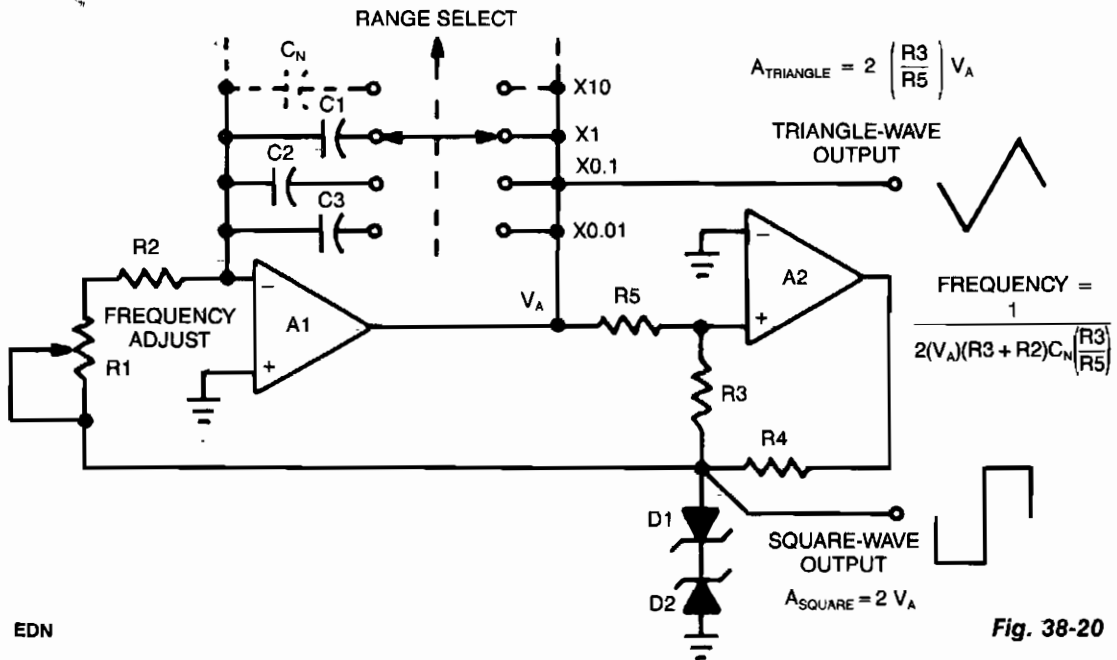 RANGE SELECT
C_N
X10
C1
X1
C2
X0.1
C3
X0.01
A_TRIANGLE = 2 (R3/R5) V_A
TRIANGLE-WAVE
OUTPUT
R2
FREQUENCY
ADJUST
R1
−
A1
+
V_A
R5
−
A2
+
R3
R4
FREQUENCY =
1
2(V_A)(R3 + R2)C_N(R3/R5)
D1
D2
SQUARE-WAVE
OUTPUT
A_SQUARE = 2 V_A
EDN
Fig. 38-20